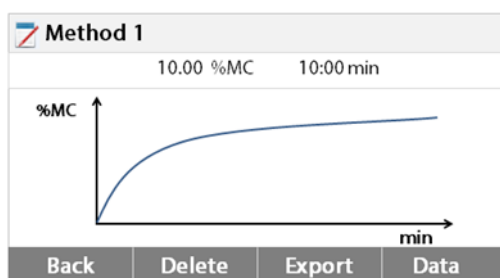 Method 1
10.00 %MC 10:00 min
%MC
min
Back Delete Export Data